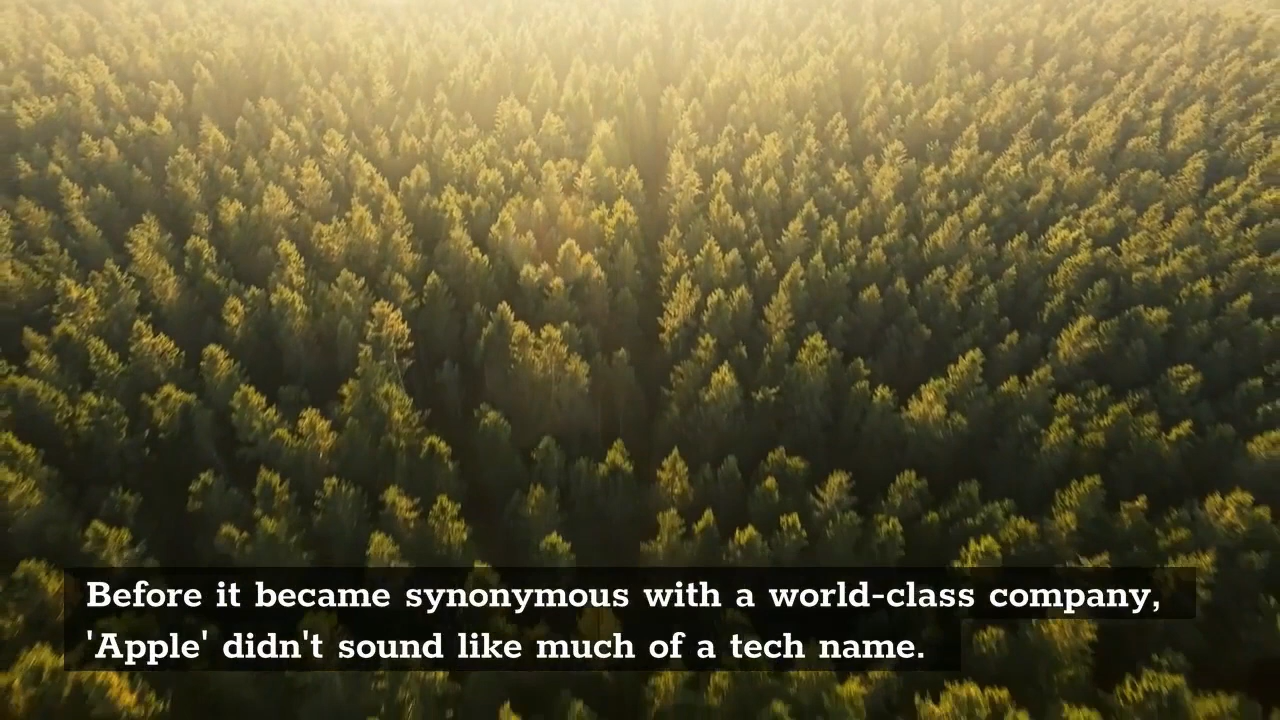 Before it became synonymous with a world-class company,
'Apple' didn't sound like much of a tech name.